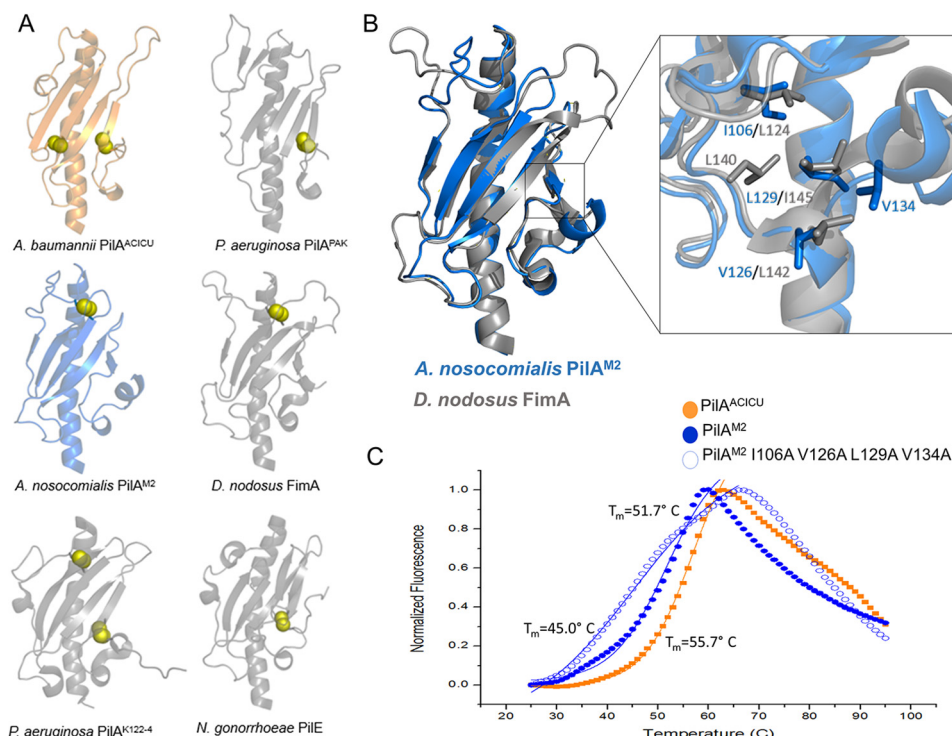 A
A. baumannii PilA^ACICU
P. aeruginosa PilA^PAK
A. nosocomialis PilA^M2
D. nodosus FimA
P. aeruginosa PilA^K122-4
N. gonorrhoeae PilE
B
I106/L124
L140
L129/I145
V134
V126/L142
A. nosocomialis PilA^M2
D. nodosus FimA
PilA^ACICU
PilA^M2
PilA^M2 I106A V126A L129A V134A
C
Normalized Fluorescence
1.0
0.8
0.6
0.4
0.2
0.0
Tm=51.7° C
Tm=45.0° C
Tm=55.7° C
20 30 40 50 60 70 80 90 100
Temperature (C)